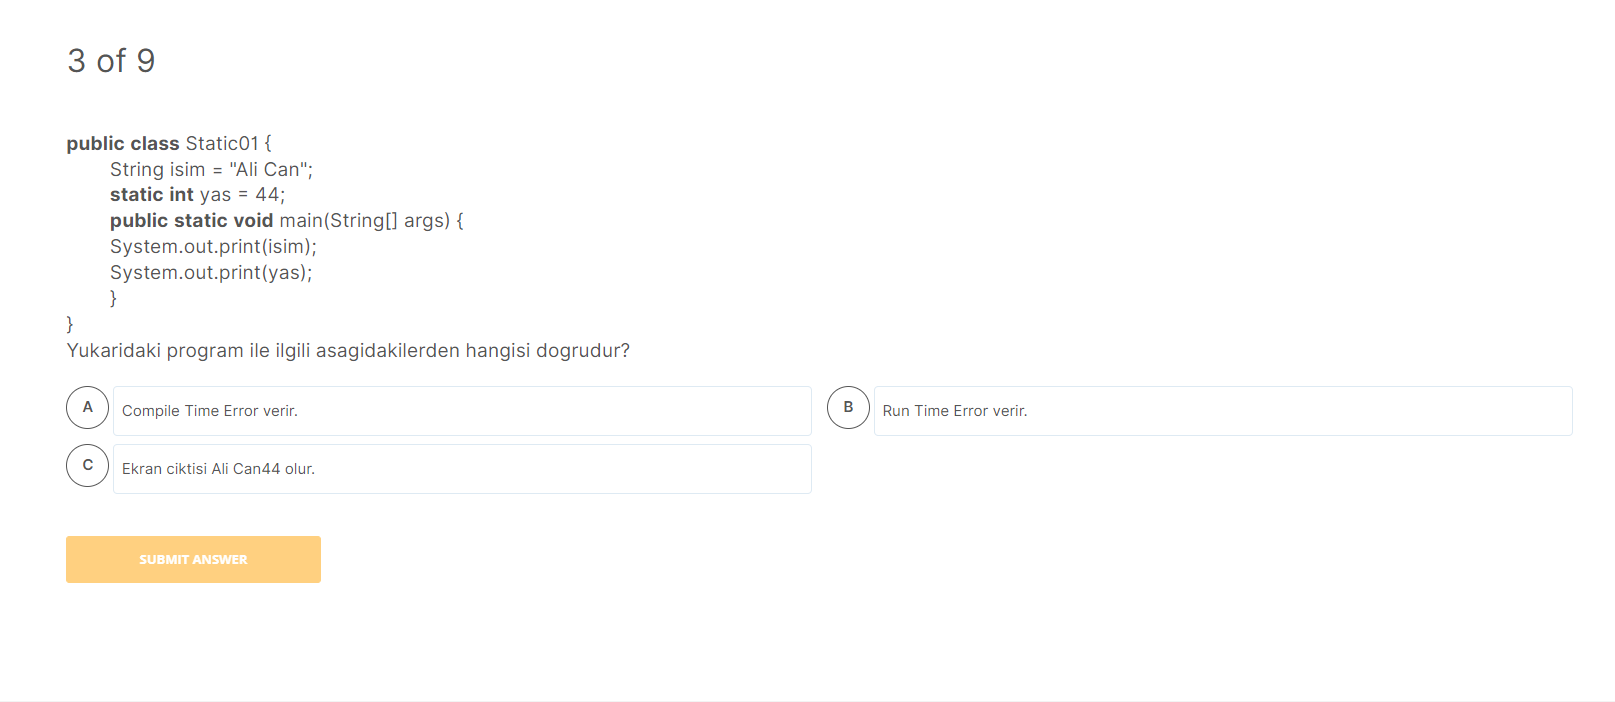 3 of 9
public class Static01 {
String isim = "Ali Can";
static int yas = 44;
public static void main(String[] args) {
System.out.print(isim);
System.out.print(yas);
}
}
Yukaridaki program ile ilgili asagidakilerden hangisi dogrudur?
A Compile Time Error verir.
B Run Time Error verir.
C Ekran ciktisi Ali Can44 olur.
SUBMIT ANSWER